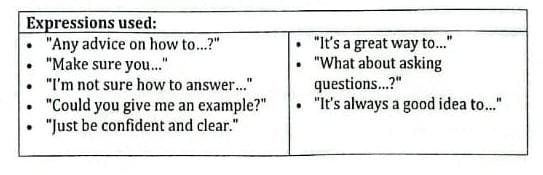 Expressions used:
• "Any advice on how to...?"
• "Make sure you..."
• "I'm not sure how to answer..."
• "Could you give me an example?"
• "Just be confident and clear."
• "It's a great way to..."
• "What about asking
questions...?"
• "It's always a good idea to..."